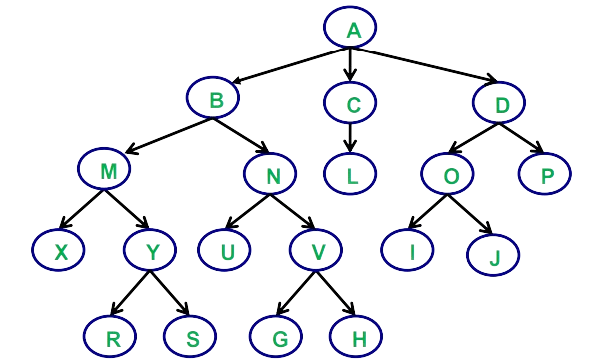 A
B C D
M N L O P
X Y U V I J
R S G H